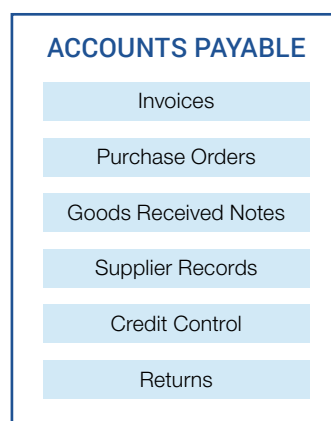 ACCOUNTS PAYABLE
Invoices
Purchase Orders
Goods Received Notes
Supplier Records
Credit Control
Returns